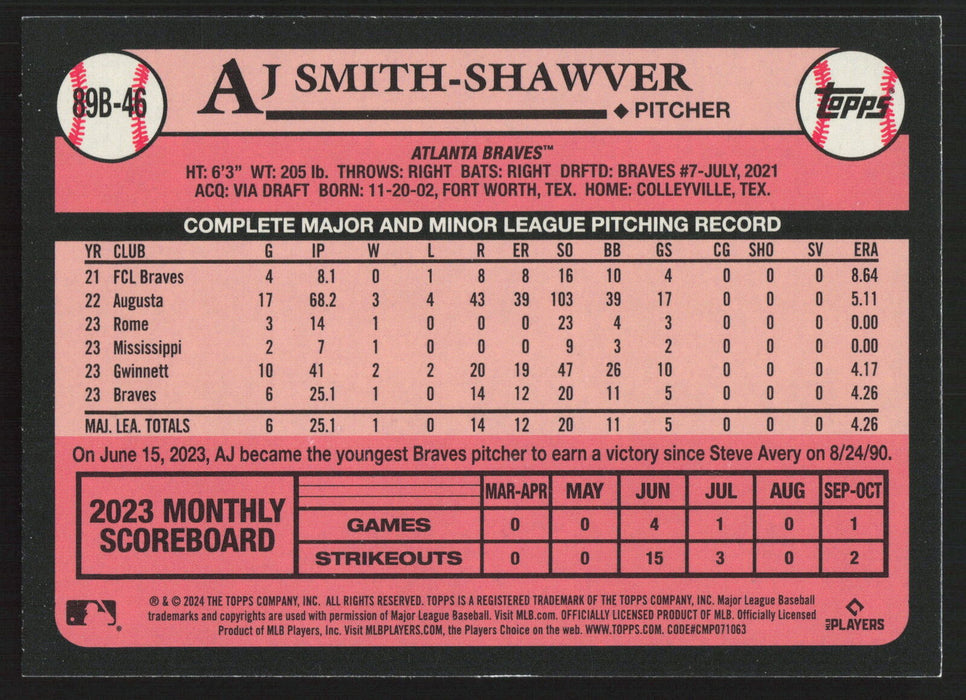 89B-46
AJ SMITH-SHAWVER
◆ PITCHER
TOPPS
ATLANTA BRAVES™
HT: 6'3" WT: 205 lb. THROWS: RIGHT BATS: RIGHT DRFTD: BRAVES #7-JULY, 2021
ACQ: VIA DRAFT BORN: 11-20-02, FORT WORTH, TEX. HOME: COLLEYVILLE, TEX.
COMPLETE MAJOR AND MINOR LEAGUE PITCHING RECORD
YR CLUB G IP W L R ER SO BB GS CG SHO SV ERA
21 FCL Braves 4 8.1 0 1 8 8 16 10 4 0 0 0 8.64
22 Augusta 17 68.2 3 4 43 39 103 39 17 0 0 0 5.11
23 Rome 3 14 1 0 0 0 23 4 3 0 0 0 0.00
23 Mississippi 2 7 1 0 0 0 9 3 2 0 0 0 0.00
23 Gwinnett 10 41 2 2 20 19 47 26 10 0 0 0 4.17
23 Braves 6 25.1 1 0 14 12 20 11 5 0 0 0 4.26
MAJ. LEA. TOTALS 6 25.1 1 0 14 12 20 11 5 0 0 0 4.26
On June 15, 2023, AJ became the youngest Braves pitcher to earn a victory since Steve Avery on 8/24/90.
2023 MONTHLY
SCOREBOARD
MAR-APR MAY JUN JUL AUG SEP-OCT
GAMES 0 0 4 1 0 1
STRIKEOUTS 0 0 15 3 0 2
® & © 2024 THE TOPPS COMPANY, INC. ALL RIGHTS RESERVED. TOPPS IS A REGISTERED TRADEMARK OF THE TOPPS COMPANY, INC. Major League Baseball
trademarks and copyrights are used with permission of Major League Baseball. Visit MLB.com. OFFICIALLY LICENSED PRODUCT OF MLB. Officially Licensed
Product of MLB Players, Inc. Visit MLBPLAYERS.COM, the Players Choice on the web. WWW.TOPPS.COM. CODE#CMP071063
MLB PLAYERS